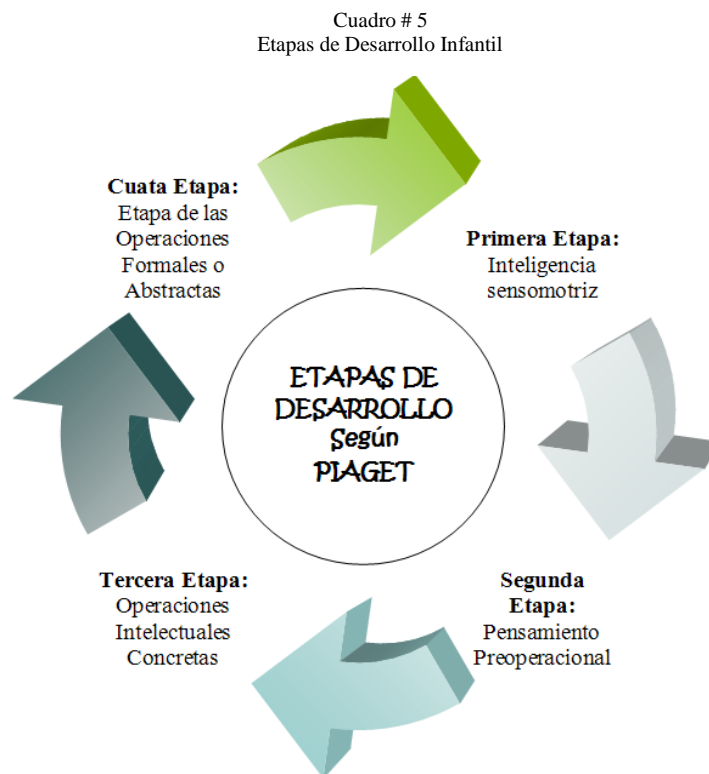 Cuadro # 5
Etapas de Desarrollo Infantil
Cuata Etapa:
Etapa de las
Operaciones
Formales o
Abstractas
Primera Etapa:
Inteligencia
sensomotriz
ETAPAS DE
DESARROLLO
Según
PIAGET
Tercera Etapa:
Operaciones
Intelectuales
Concretas
Segunda
Etapa:
Pensamiento
Preoperacional